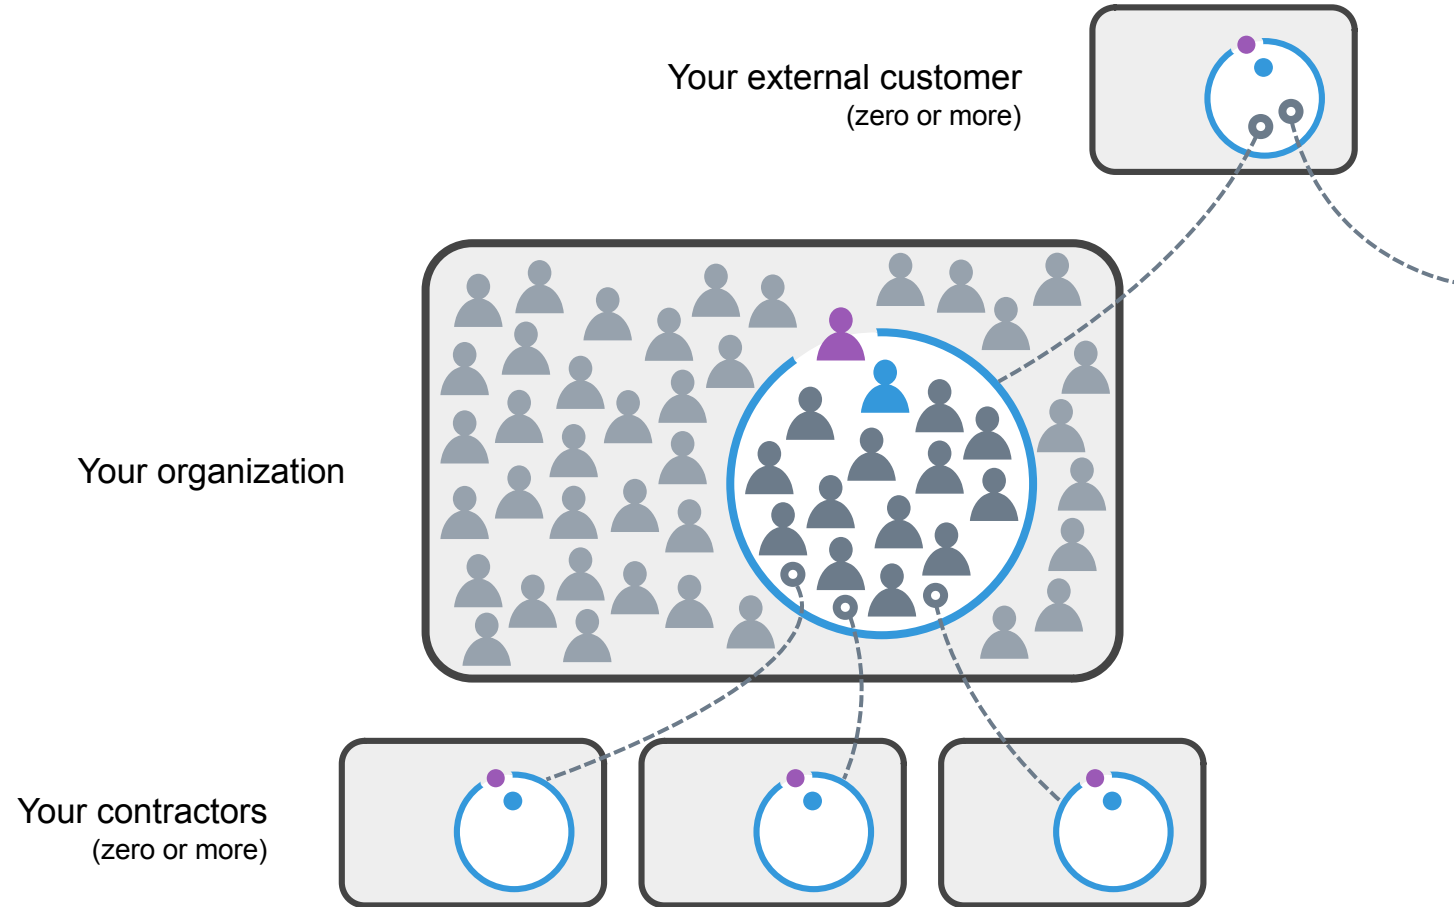 Your external customer
(zero or more)
Your organization
Your contractors
(zero or more)